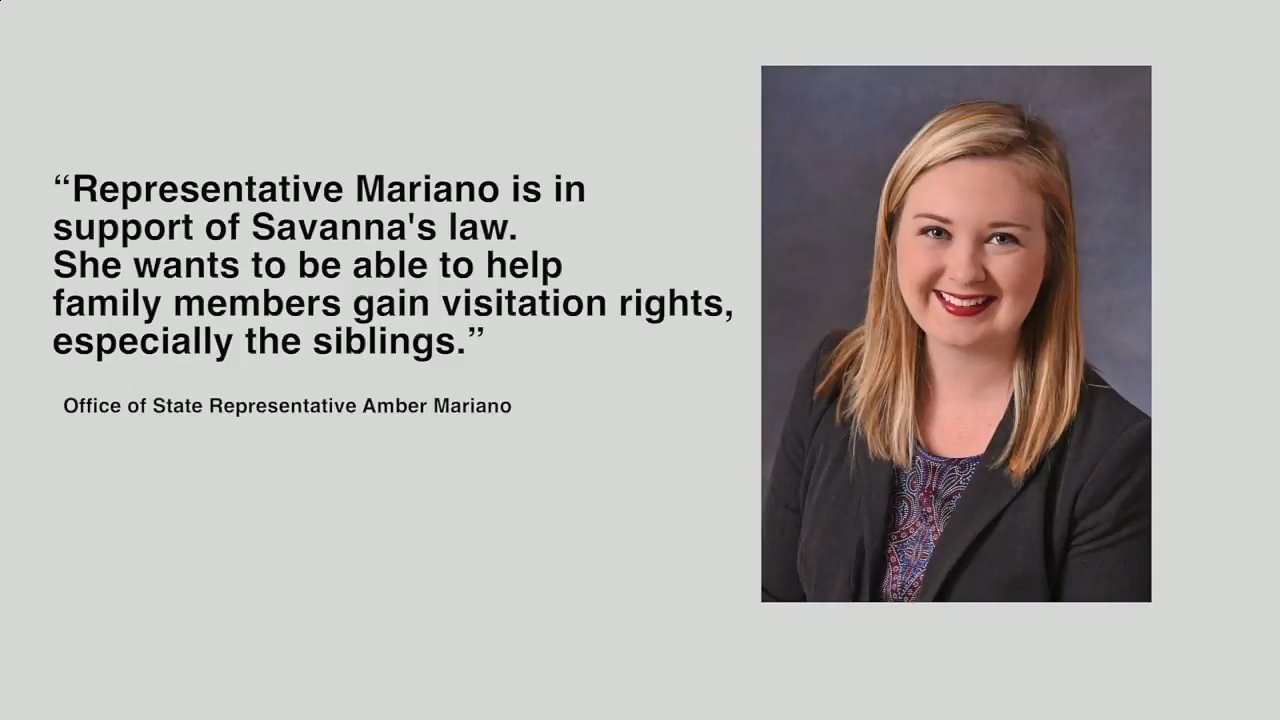 “Representative Mariano is in
support of Savanna's law.
She wants to be able to help
family members gain visitation rights,
especially the siblings.”
Office of State Representative Amber Mariano